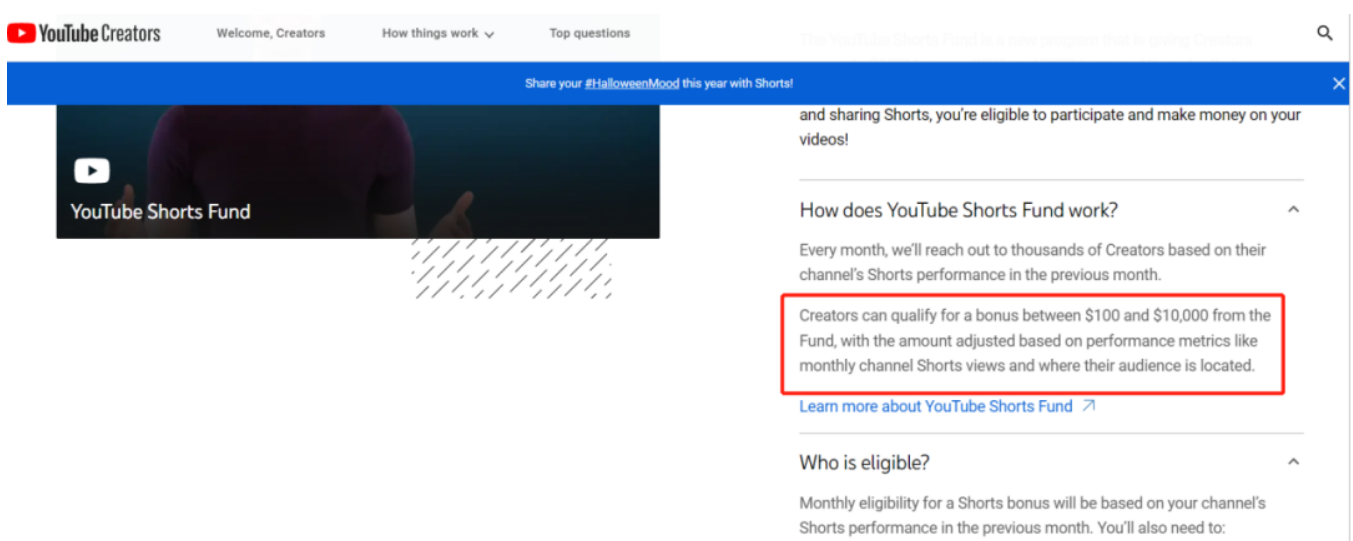 YouTube Creators
Welcome, Creators
How things work
Top questions
The YouTube Shorts Fund is a new program that is giving Creators
Share your #HalloweenMood this year with Shorts!
and sharing Shorts, you're eligible to participate and make money on your
videos!
YouTube Shorts Fund
How does YouTube Shorts Fund work?
Every month, we'll reach out to thousands of Creators based on their
channel's Shorts performance in the previous month.
Creators can qualify for a bonus between $100 and $10,000 from the
Fund, with the amount adjusted based on performance metrics like
monthly channel Shorts views and where their audience is located.
Learn more about YouTube Shorts Fund
Who is eligible?
Monthly eligibility for a Shorts bonus will be based on your channel's
Shorts performance in the previous month. You'll also need to: